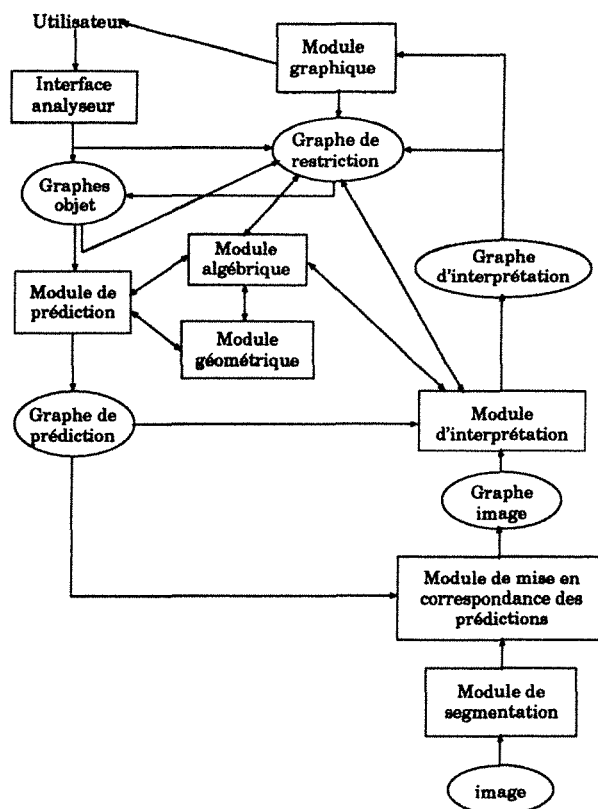 Utilisateur
Module
graphique
Interface
analyseur
Graphe de
restriction
Graphes
objet
Module
algébrique
Graphe
d'interprétation
Module de
prédiction
Module
géométrique
Graphe de
prédiction
Module
d'interprétation
Graphe
image
Module de mise en
correspondance des
prédictions
Module de
segmentation
image